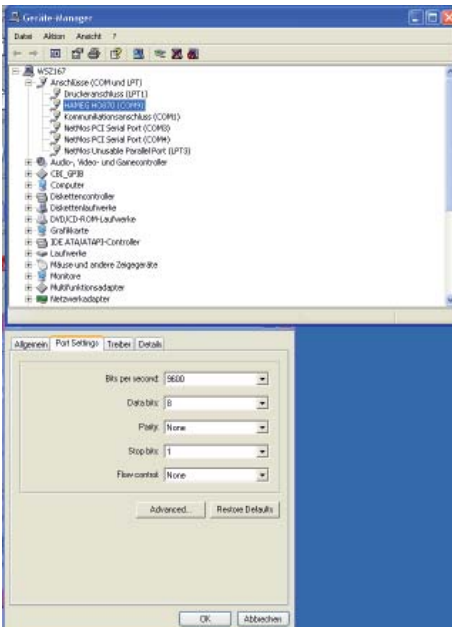 Geräte-Manager
Datei Aktion Ansicht ?
WS2167
Anschlüsse (COM und LPT)
Druckeranschluss (LPT1)
HAMEG HO870 (COM9)
Kommunikationsanschluss (COM1)
NetMos PCI Serial Port (COM3)
NetMos PCI Serial Port (COM4)
NetMos Unusable Parallel Port (LPT3)
Audio-, Video- und Gamecontroller
CEC_GPIB
Computer
Diskettencontroller
Diskettenlaufwerke
DVD/CD-ROM-Laufwerke
Grafikkarte
IDE ATA/ATAPI-Controller
Laufwerke
Mäuse und andere Zeigegeräte
Monitore
Multifunktionsadapter
Netzwerkadapter
Allgemein Port Settings Treiber Details
Bits per second: 9600
Data bits: 8
Parity: None
Stop bits: 1
Flow control: None
Advanced... Restore Defaults
OK Abbrechen